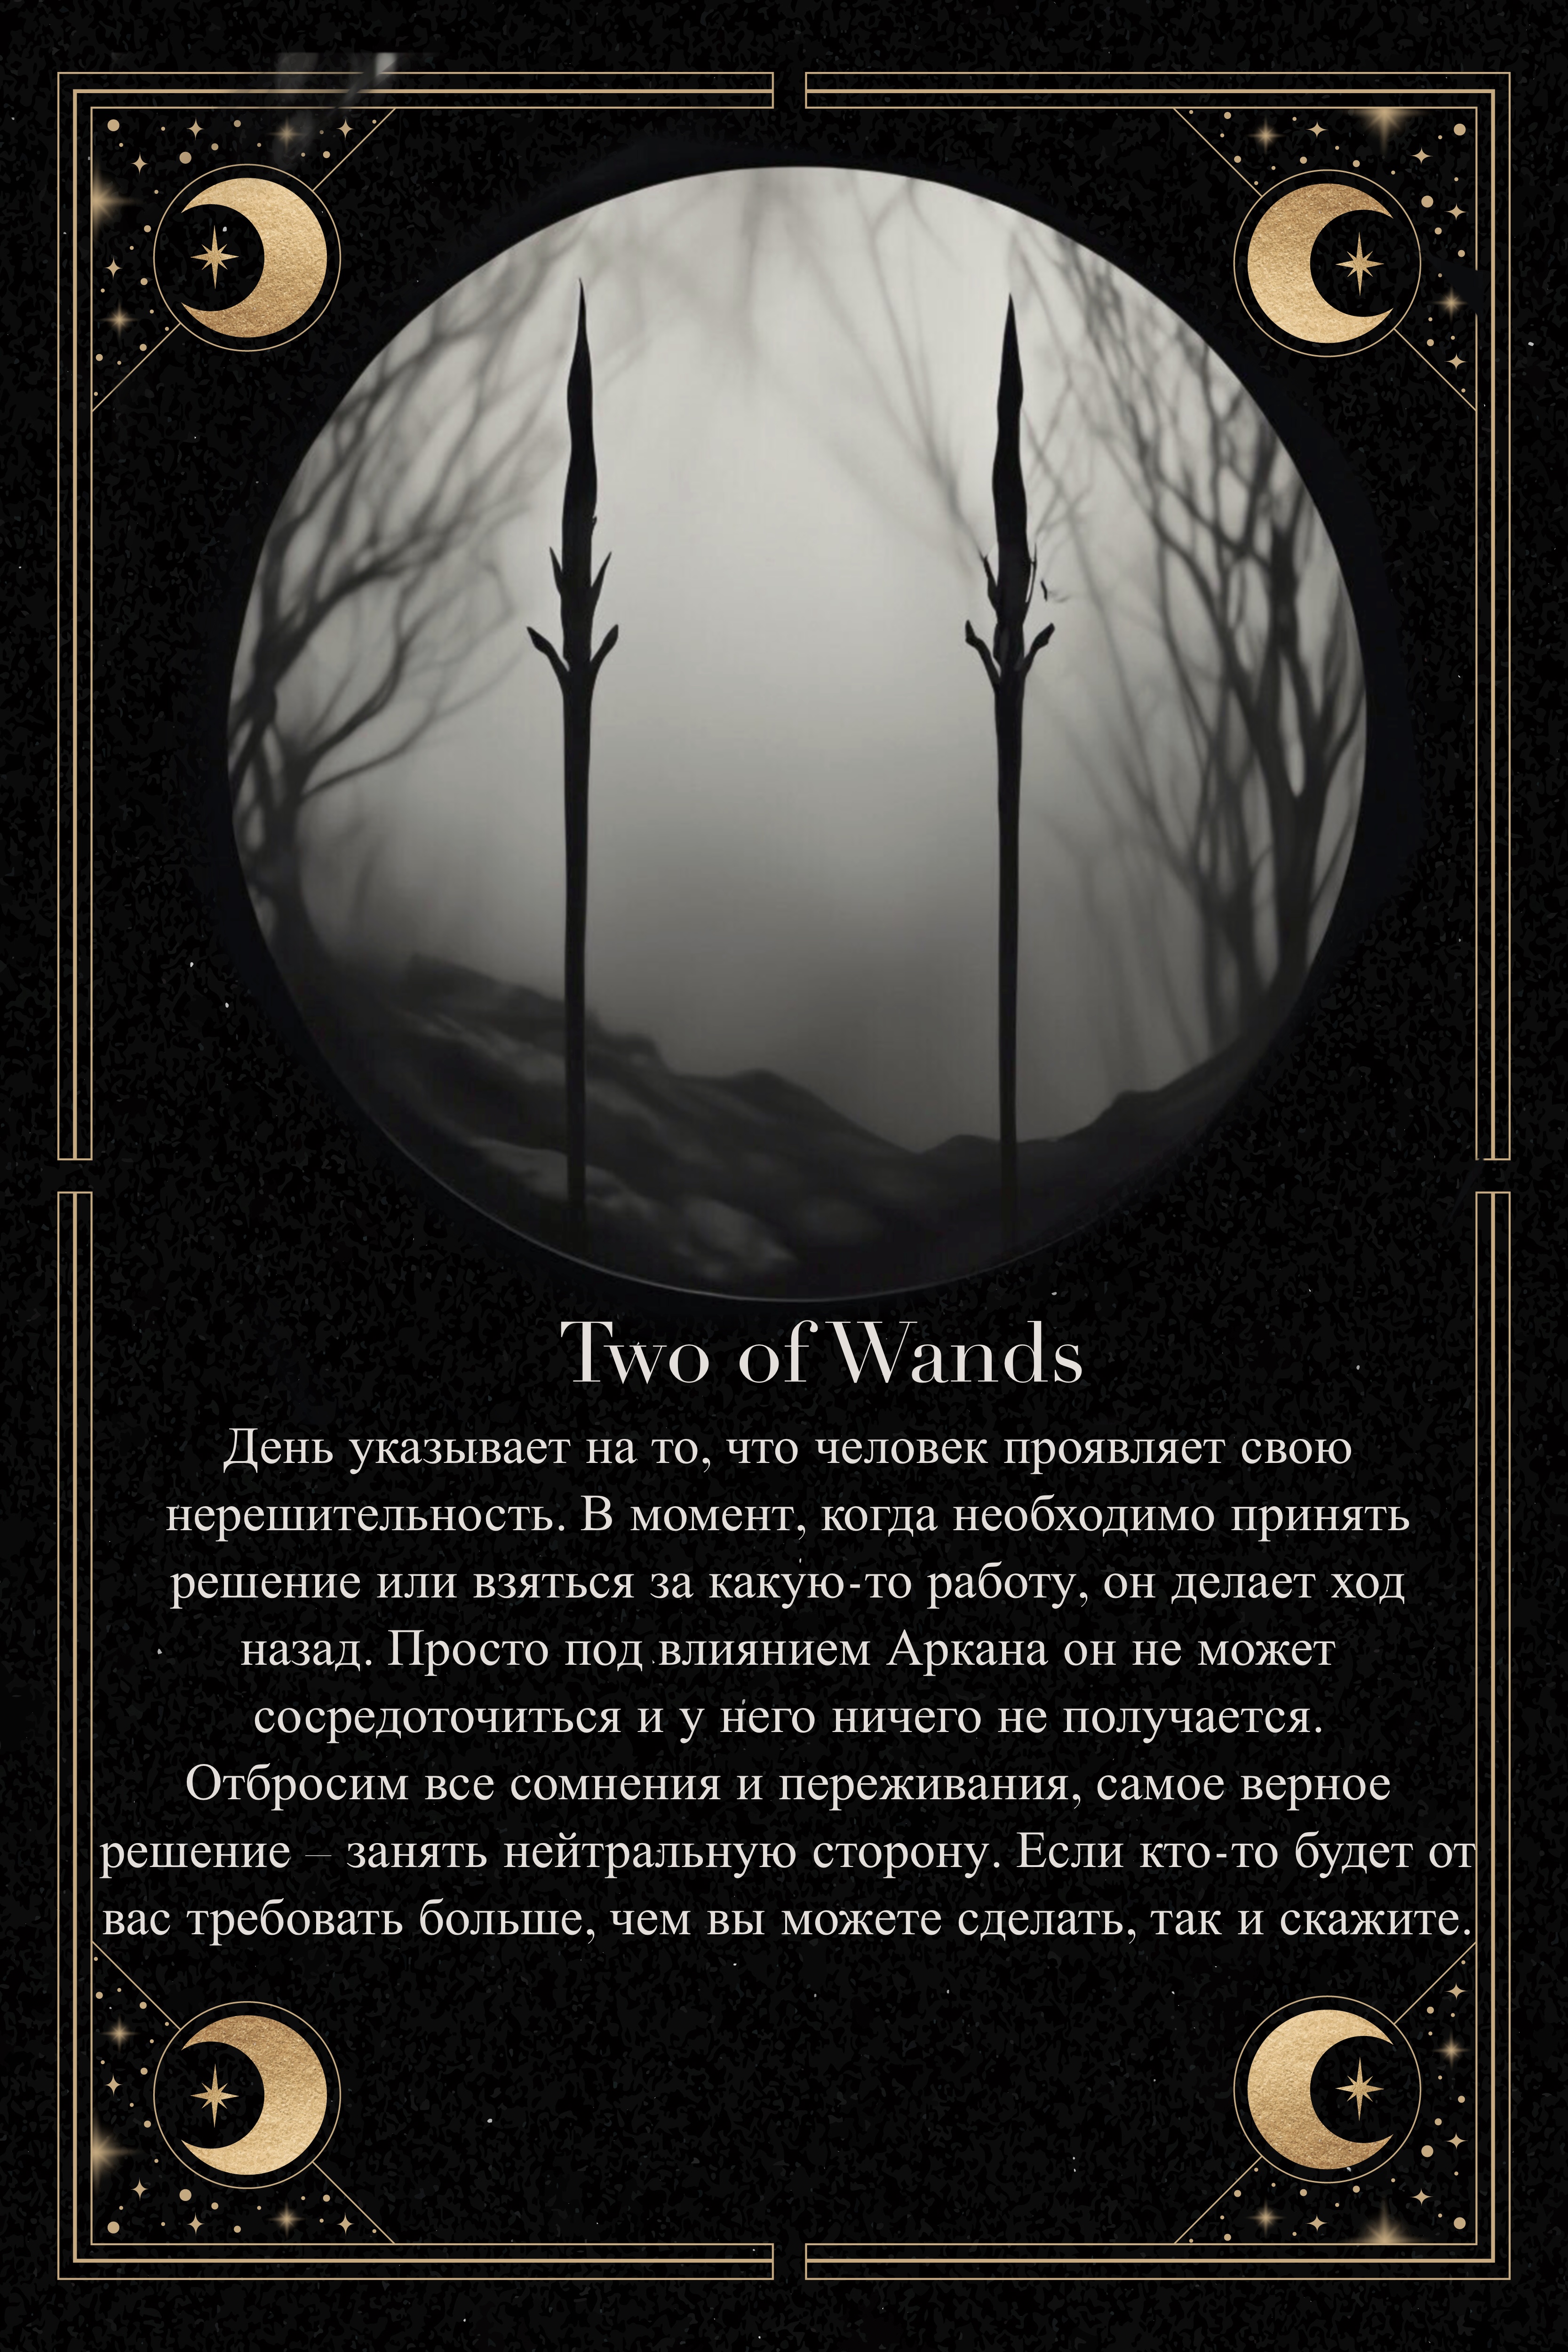 Two of Wands
День указывает на то, что человек проявляет свою
нерешительность. В момент, когда необходимо принять
решение или взяться за какую-то работу, он делает ход
назад. Просто под влиянием Аркана он не может
сосредоточиться и у него ничего не получается.
Отбросим все сомнения и переживания, самое верное
решение – занять нейтральную сторону. Если кто-то будет от
вас требовать больше, чем вы можете сделать, так и скажите.